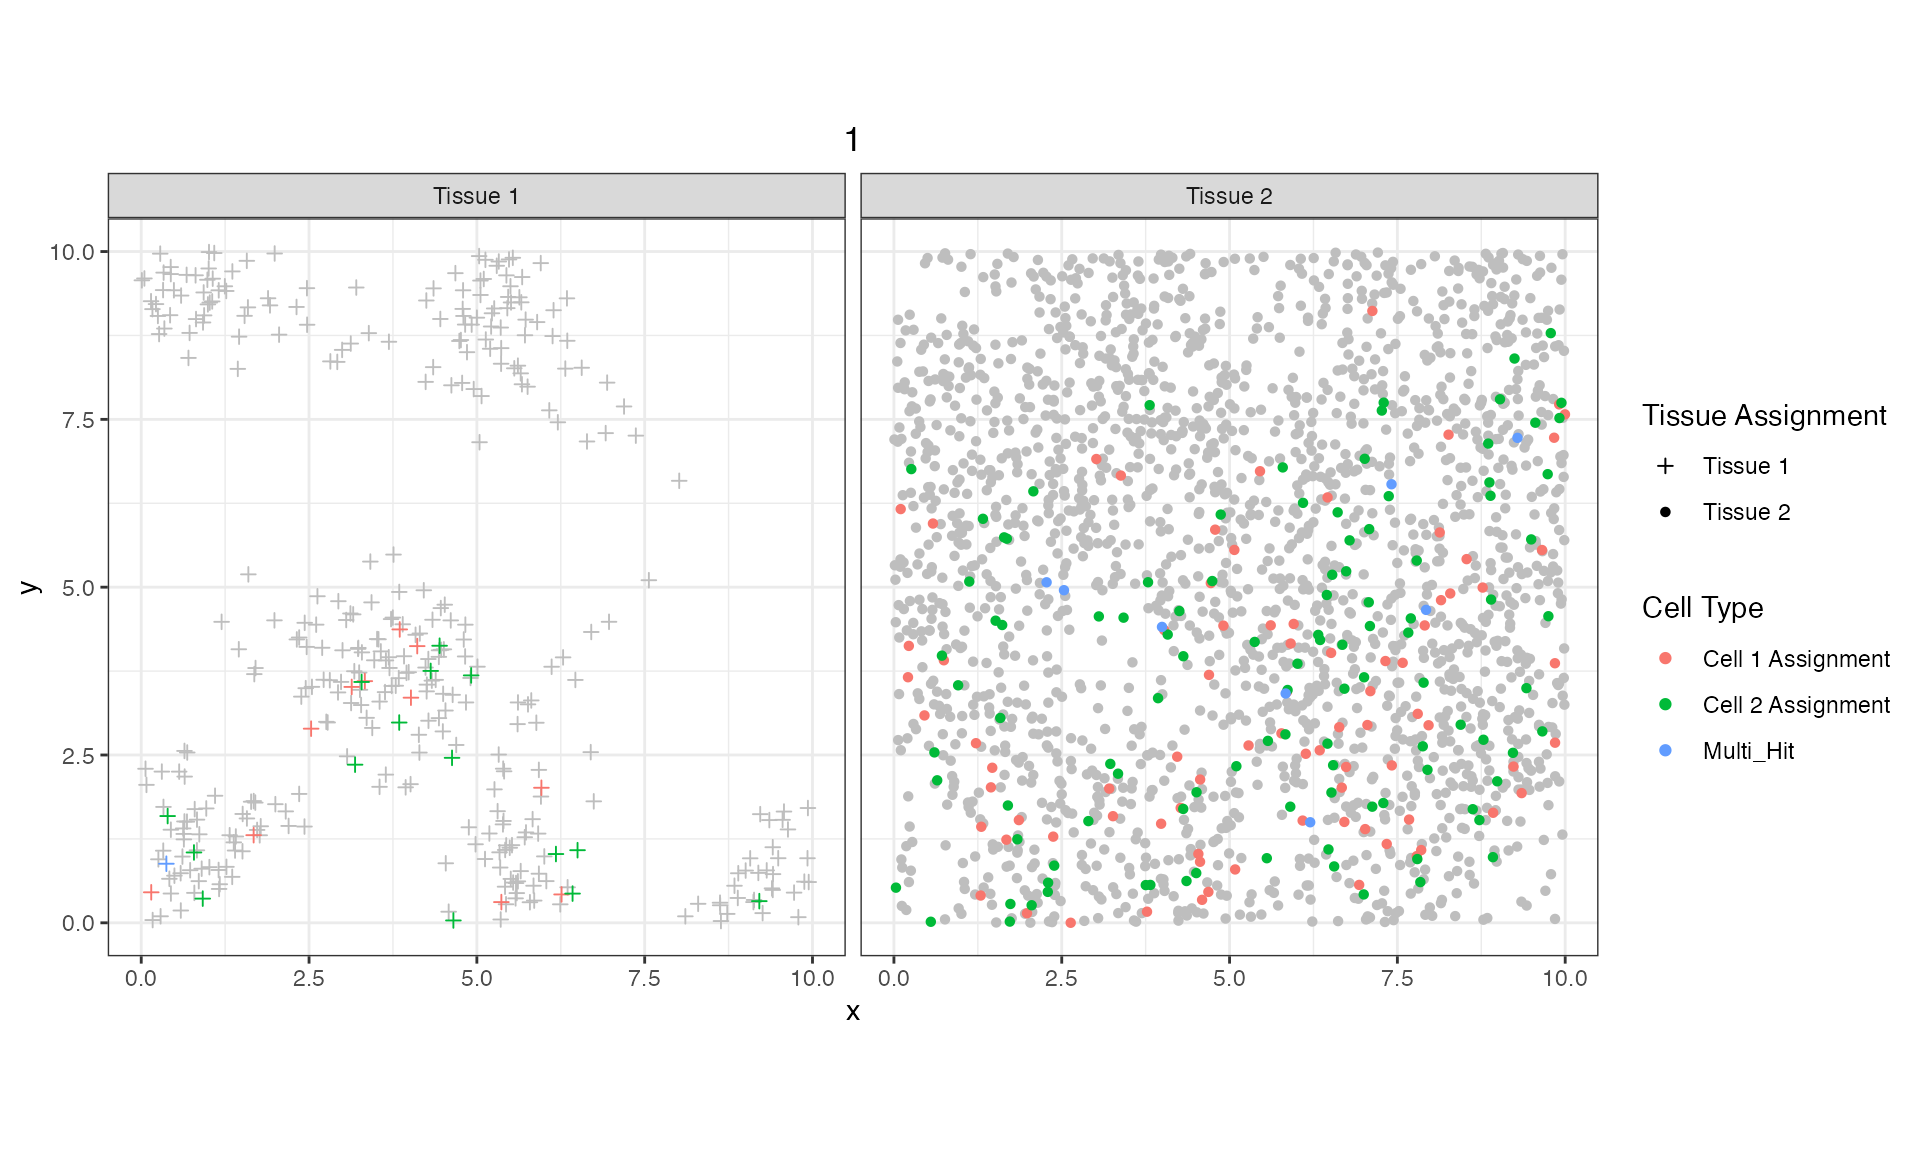 1
Tissue 1
Tissue 2
y
10.0
7.5
5.0
2.5
0.0
0.0 2.5 5.0 7.5 10.0
0.0 2.5 5.0 7.5 10.0
x
Tissue Assignment
Tissue 1
Tissue 2
Cell Type
Cell 1 Assignment
Cell 2 Assignment
Multi_Hit